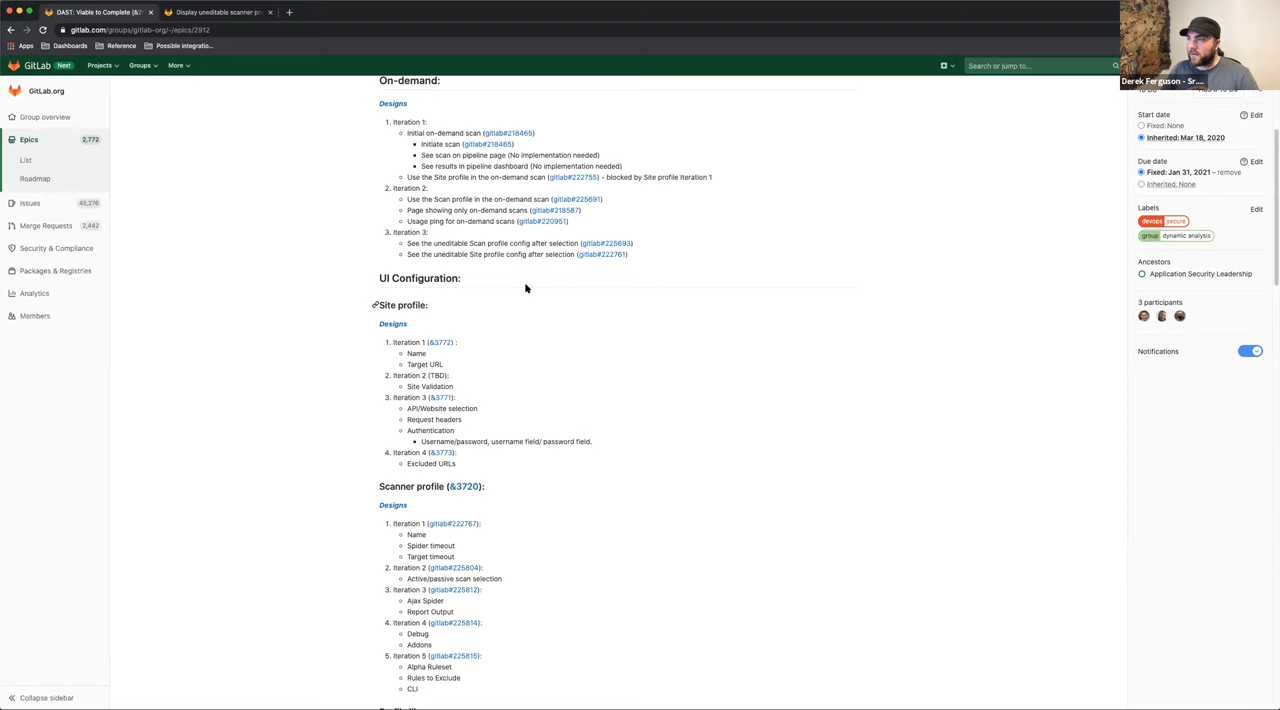 DAST: Viable to Complete (&2
Display uneditable scanner pro
gitlab.com/groups/gitlab-org/-/epics/2912
Apps
Dashboards
Reference
Possible integratio...
GitLab
Next
Projects
Groups
More
Search or jump to...
Derek Ferguson - Sr....
GitLab.org
Group overview
Epics
2,772
List
Roadmap
Issues
45,276
Merge Requests
2,442
Security & Compliance
Packages & Registries
Analytics
Members
Collapse sidebar
On-demand:
Designs
1. Iteration 1:
Initial on-demand scan (gitlab#218465)
Initiate scan (gitlab#218465)
See scan on pipeline page (No implementation needed)
See results in pipeline dashboard (No implementation needed)
Use the Site profile in the on-demand scan (gitlab#222755) - blocked by Site profile Iteration 1
2. Iteration 2:
Use the Scan profile in the on-demand scan (gitlab#225691)
Page showing only on-demand scans (gitlab#218587)
Usage ping for on-demand scans (gitlab#220951)
3. Iteration 3:
See the uneditable Scan profile config after selection (gitlab#225693)
See the uneditable Site profile config after selection (gitlab#222761)
UI Configuration:
Site profile:
Designs
1. Iteration 1 (&3772) :
Name
Target URL
2. Iteration 2 (TBD):
Site Validation
3. Iteration 3 (&3771):
API/Website selection
Request headers
Authentication
Username/password, username field/ password field.
4. Iteration 4 (&3773):
Excluded URLs
Scanner profile (&3720):
Designs
1. Iteration 1 (gitlab#222767):
Name
Spider timeout
Target timeout
2. Iteration 2 (gitlab#225804):
Active/passive scan selection
3. Iteration 3 (gitlab#225812):
Ajax Spider
Report Output
4. Iteration 4 (gitlab#225814):
Debug
Addons
5. Iteration 5 (gitlab#225815):
Alpha Ruleset
Rules to Exclude
CLI
Start date
Edit
Fixed: None
Inherited: Mar 18, 2020
Due date
Edit
Fixed: Jan 31, 2021 – remove
Inherited: None
Labels
Edit
devops secure
group dynamic analysis
Ancestors
Application Security Leadership
3 participants
Notifications